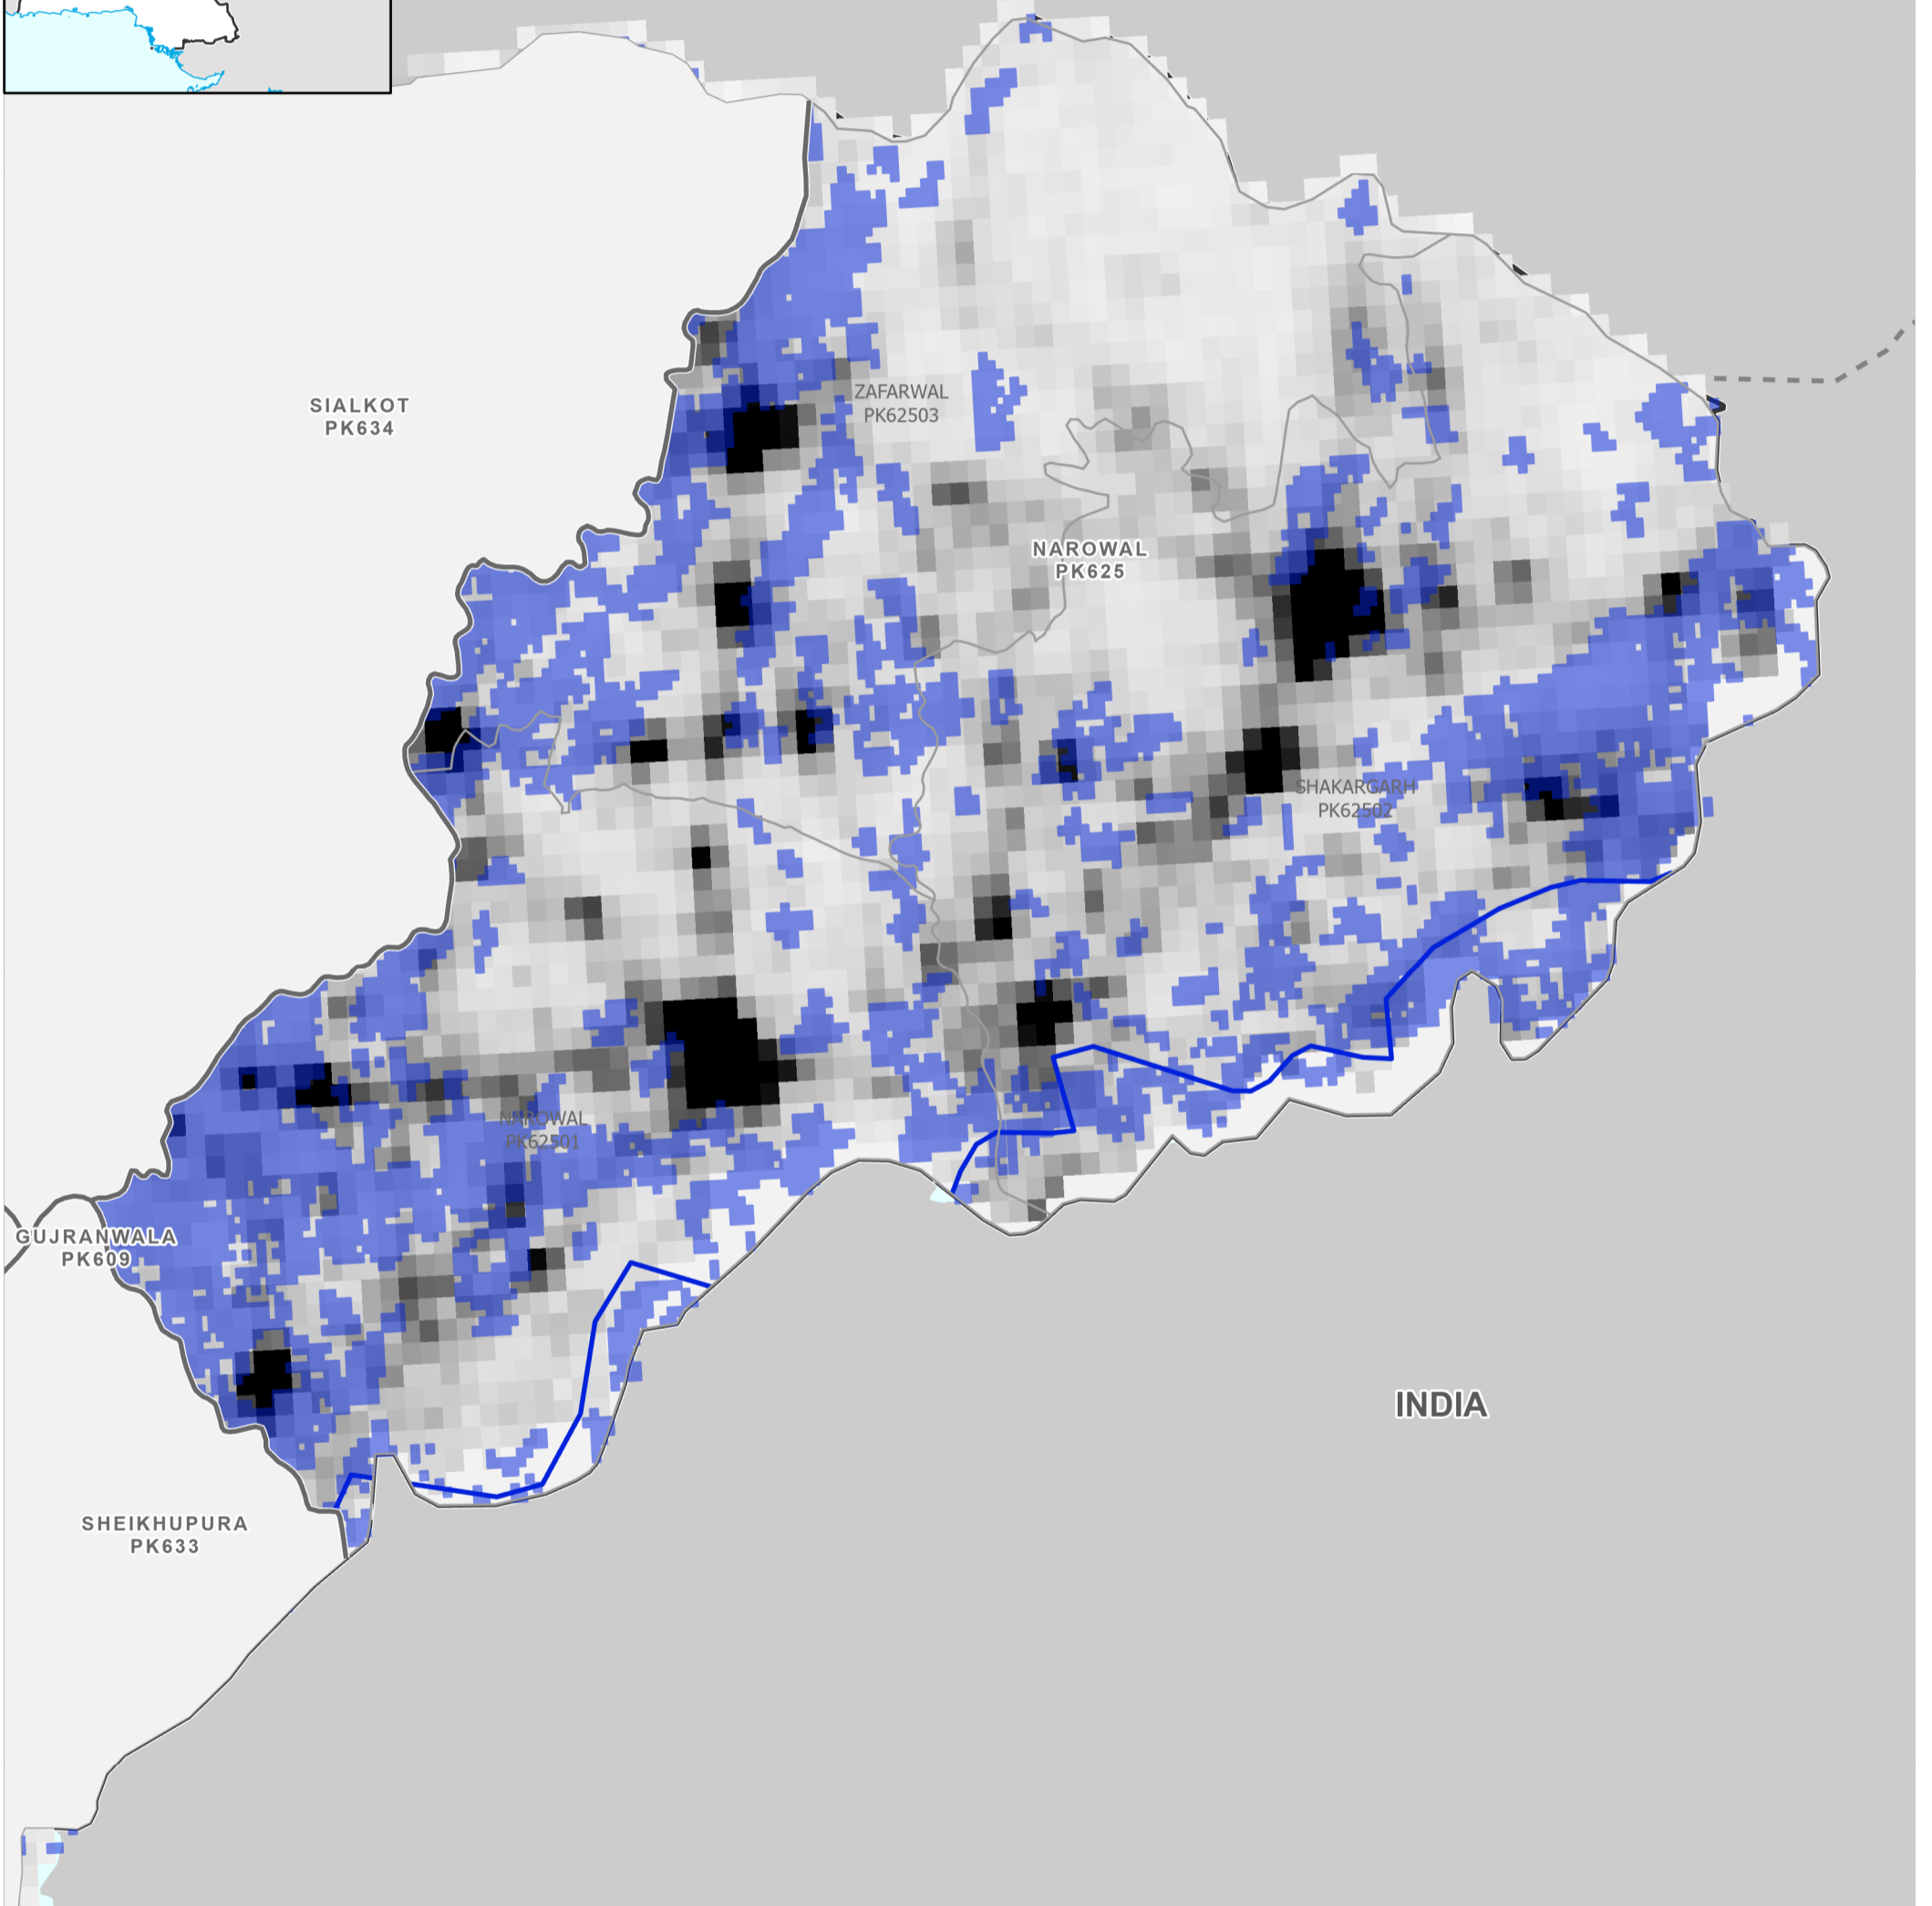 SIALKOT
PK634
ZAFARWAL
PK62503
NAROWAL
PK625
SHAKARGARH
PK62502
NAROWAL
PK62501
GUJRANWALA
PK609
INDIA
SHEIKHUPURA
PK633